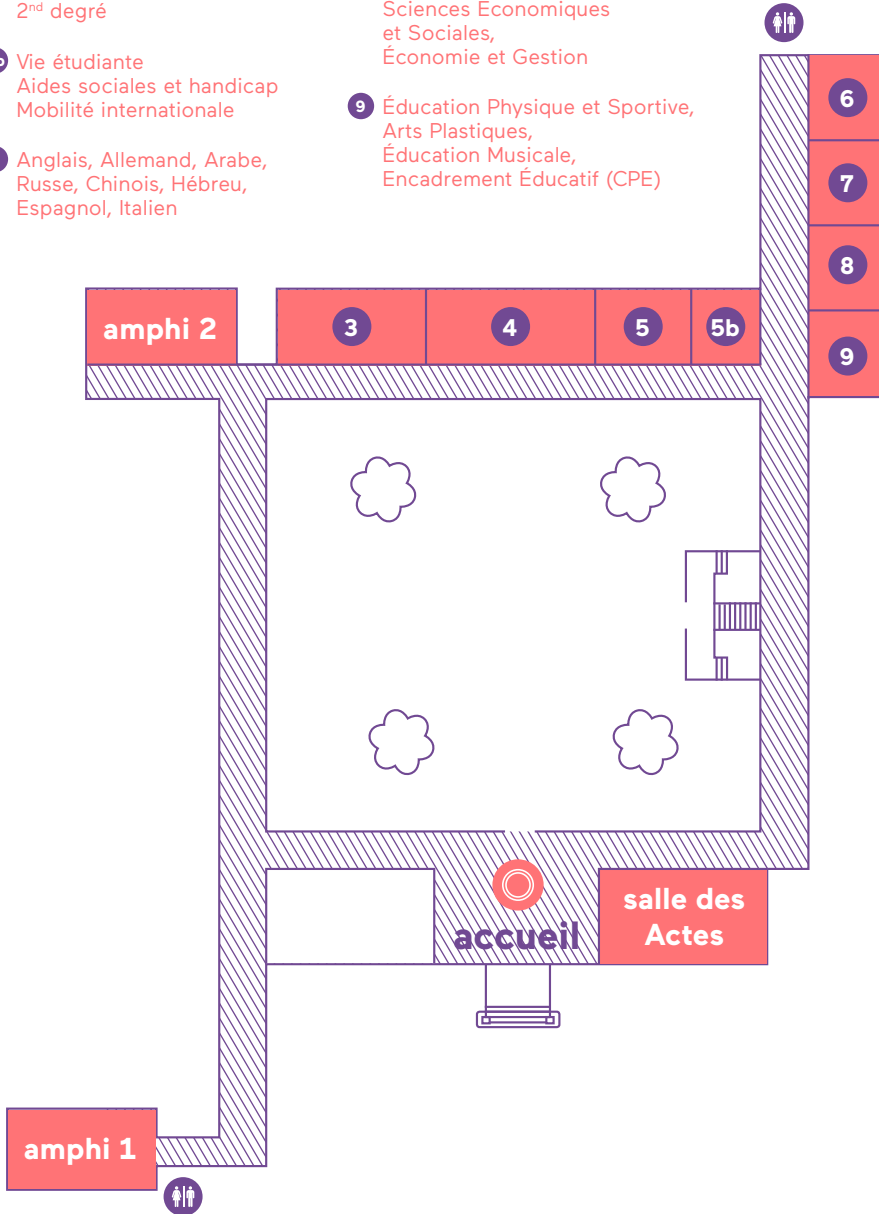 2nd degré
Vie étudiante
Aides sociales et handicap
Mobilité internationale
Anglais, Allemand, Arabe,
Russe, Chinois, Hébreu,
Espagnol, Italien
Sciences Economiques
et Sociales,
Économie et Gestion
9 Éducation Physique et Sportive,
Arts Plastiques,
Éducation Musicale,
Encadrement Éducatif (CPE)
6
7
8
9
amphi 2
3
4
5
5b
accueil
salle des
Actes
amphi 1